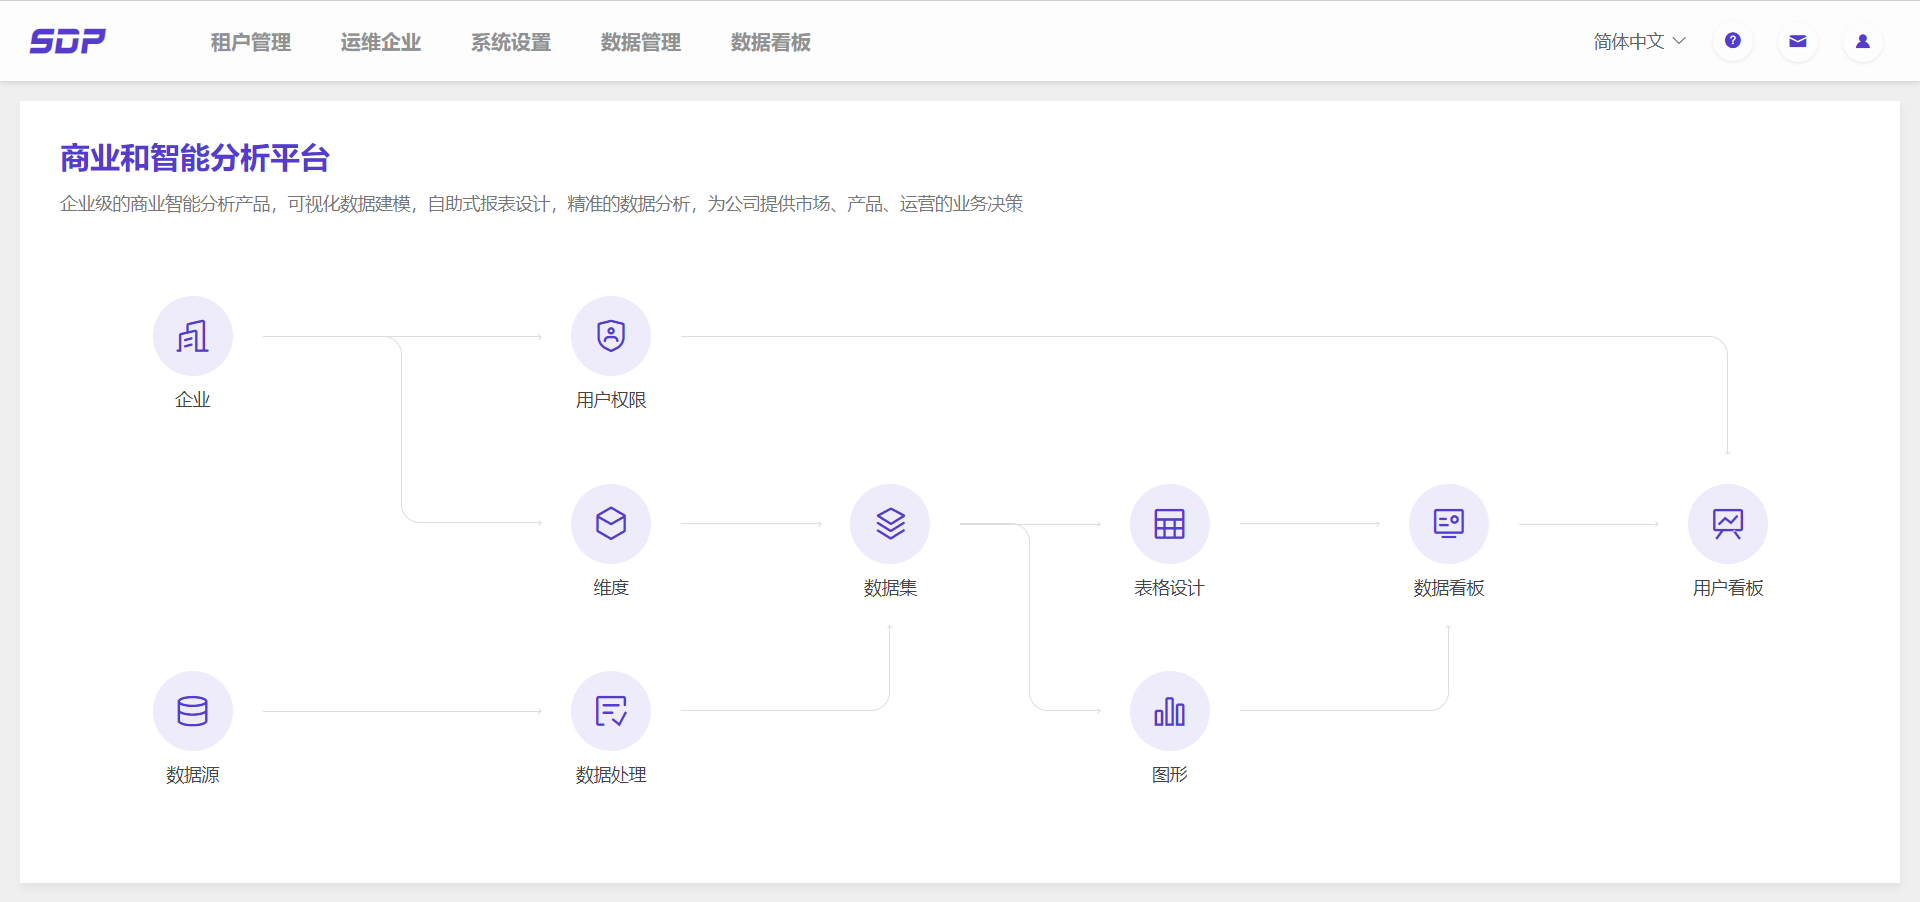 SDP 租户管理 运维企业 系统设置 数据管理 数据看板 简体中文
商业和智能分析平台
企业级的商业智能分析产品，可视化数据建模，自助式报表设计，精准的数据分析，为公司提供市场、产品、运营的业务决策
企业 用户权限
维度 数据集 表格设计 数据看板 用户看板
数据源 数据处理 图形